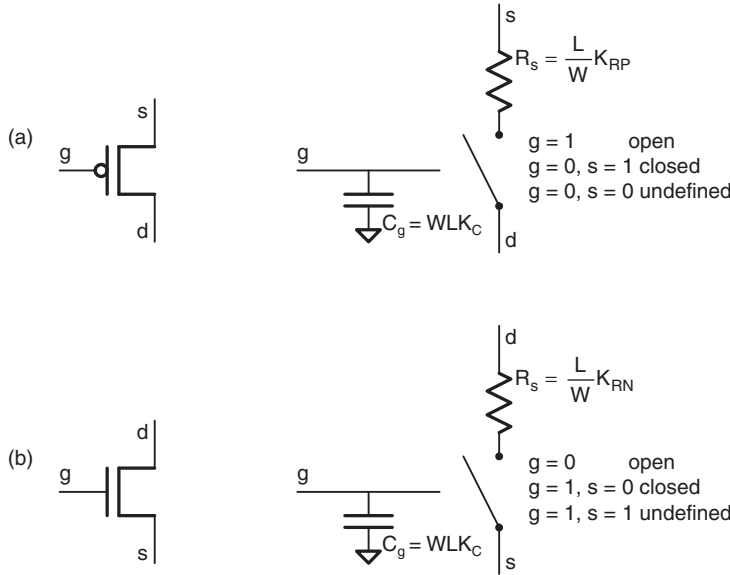 s
R_s = L/W K_RP
(a)
s
g
d
g
g = 1 open
g = 0, s = 1 closed
g = 0, s = 0 undefined
C_g = WLK_C
d
d
R_s = L/W K_RN
(b)
d
g
s
g
g = 0 open
g = 1, s = 0 closed
g = 1, s = 1 undefined
C_g = WLK_C
s